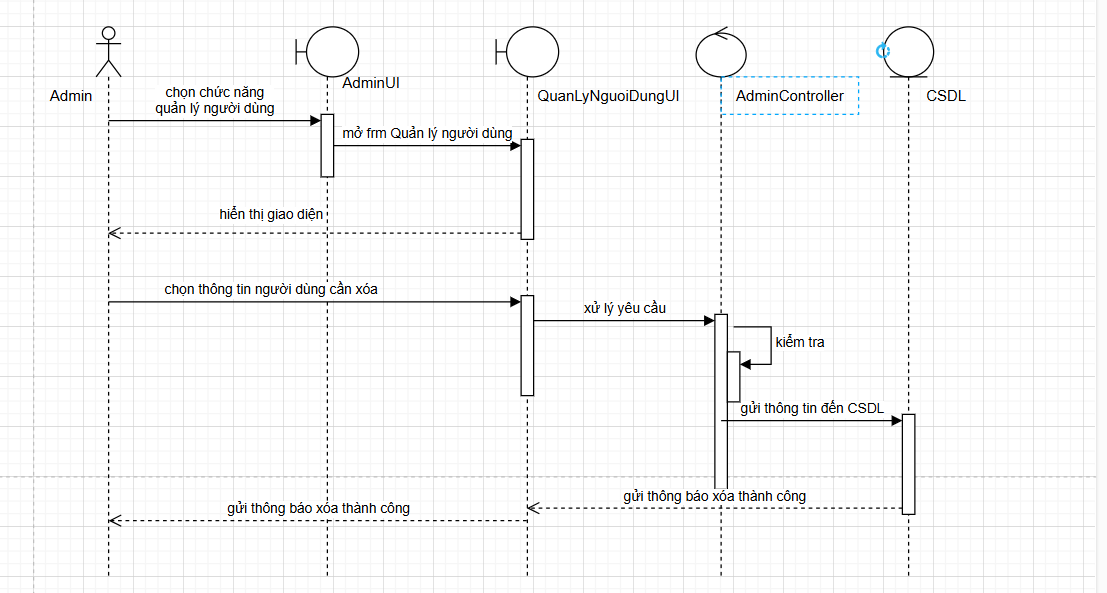 Admin
AdminUI
QuanLyNguoiDungUI
AdminController
CSDL
chọn chức năng
quản lý người dùng
mở frm Quản lý người dùng
hiển thị giao diện
chọn thông tin người dùng cần xóa
xử lý yêu cầu
kiểm tra
gửi thông tin đến CSDL
gửi thông báo xóa thành công
gửi thông báo xóa thành công